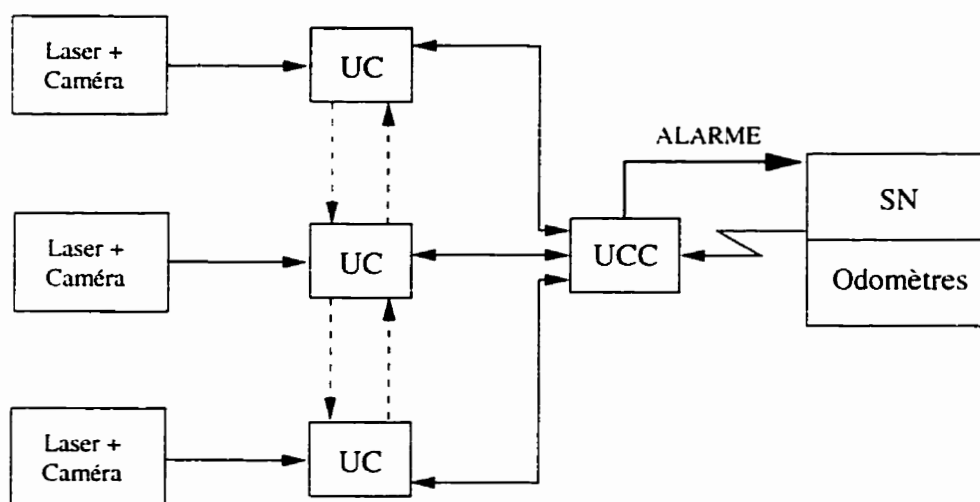 Laser +
Caméra
UC
ALARME
SN
Laser +
Caméra
UC
UCC
Odomètres
Laser +
Caméra
UC